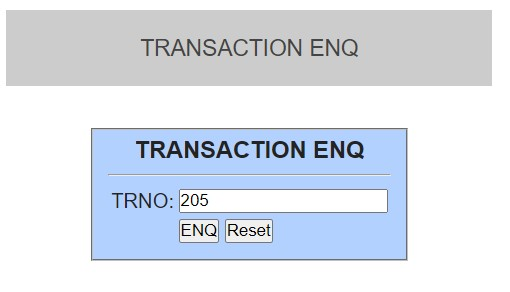 TRANSACTION ENQ
TRANSACTION ENQ
TRNO: 205
ENQ Reset